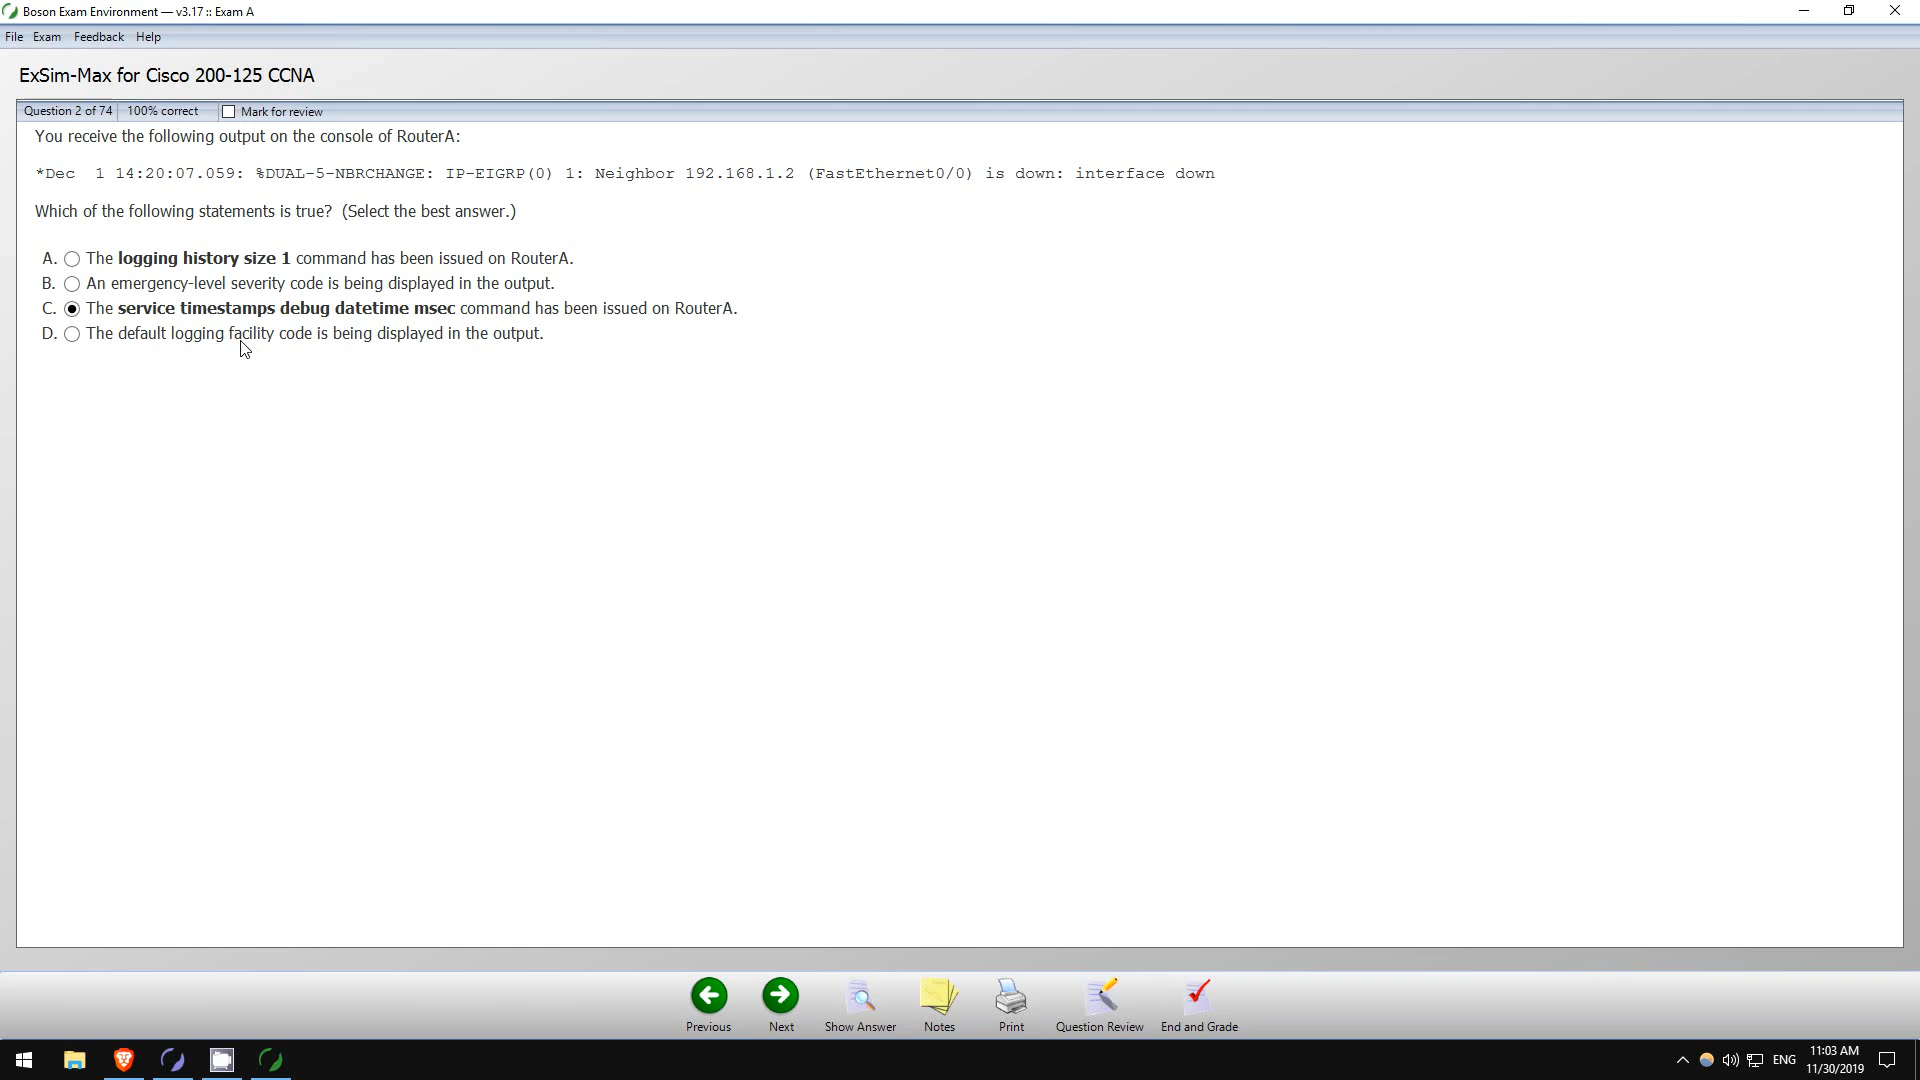 Boson Exam Environment — v3.17 :: Exam A
File Exam Feedback Help
ExSim-Max for Cisco 200-125 CCNA
Question 2 of 74 100% correct Mark for review
You receive the following output on the console of RouterA:
*Dec  1 14:20:07.059: %DUAL-5-NBRCHANGE: IP-EIGRP(0) 1: Neighbor 192.168.1.2 (FastEthernet0/0) is down: interface down
Which of the following statements is true? (Select the best answer.)
A. The logging history size 1 command has been issued on RouterA.
B. An emergency-level severity code is being displayed in the output.
C. The service timestamps debug datetime msec command has been issued on RouterA.
D. The default logging facility code is being displayed in the output.
Previous Next Show Answer Notes Print Question Review End and Grade
ENG 11:03 AM
11/30/2019